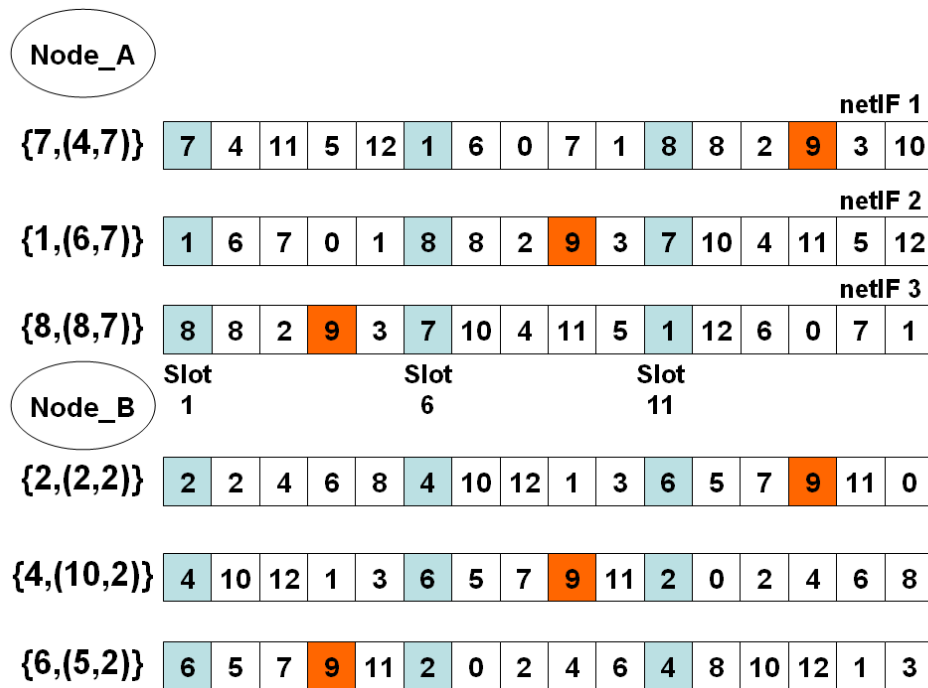 Node_A
netIF 1
{7,(4,7)} 7 4 11 5 12 1 6 0 7 1 8 8 2 9 3 10
netIF 2
{1,(6,7)} 1 6 7 0 1 8 8 2 9 3 7 10 4 11 5 12
netIF 3
{8,(8,7)} 8 8 2 9 3 7 10 4 11 5 1 12 6 0 7 1
Slot 1 Slot 6 Slot 11
Node_B
{2,(2,2)} 2 2 4 6 8 4 10 12 1 3 6 5 7 9 11 0
{4,(10,2)} 4 10 12 1 3 6 5 7 9 11 2 0 2 4 6 8
{6,(5,2)} 6 5 7 9 11 2 0 2 4 6 4 8 10 12 1 3